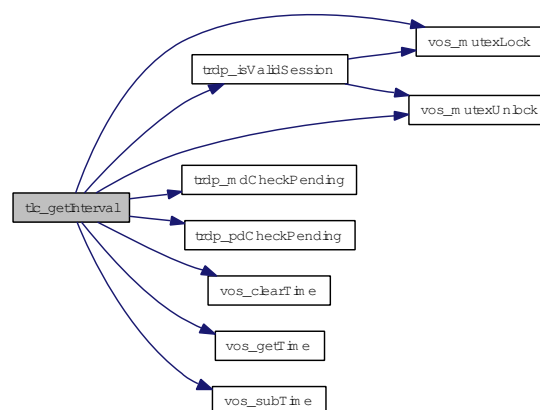 vos_mutexLock
trdp_isValidSession
vos_mutexUnlock
trdp_mdCheckPending
tlc_getInterval
trdp_pdCheckPending
vos_clearTime
vos_getTime
vos_subTime